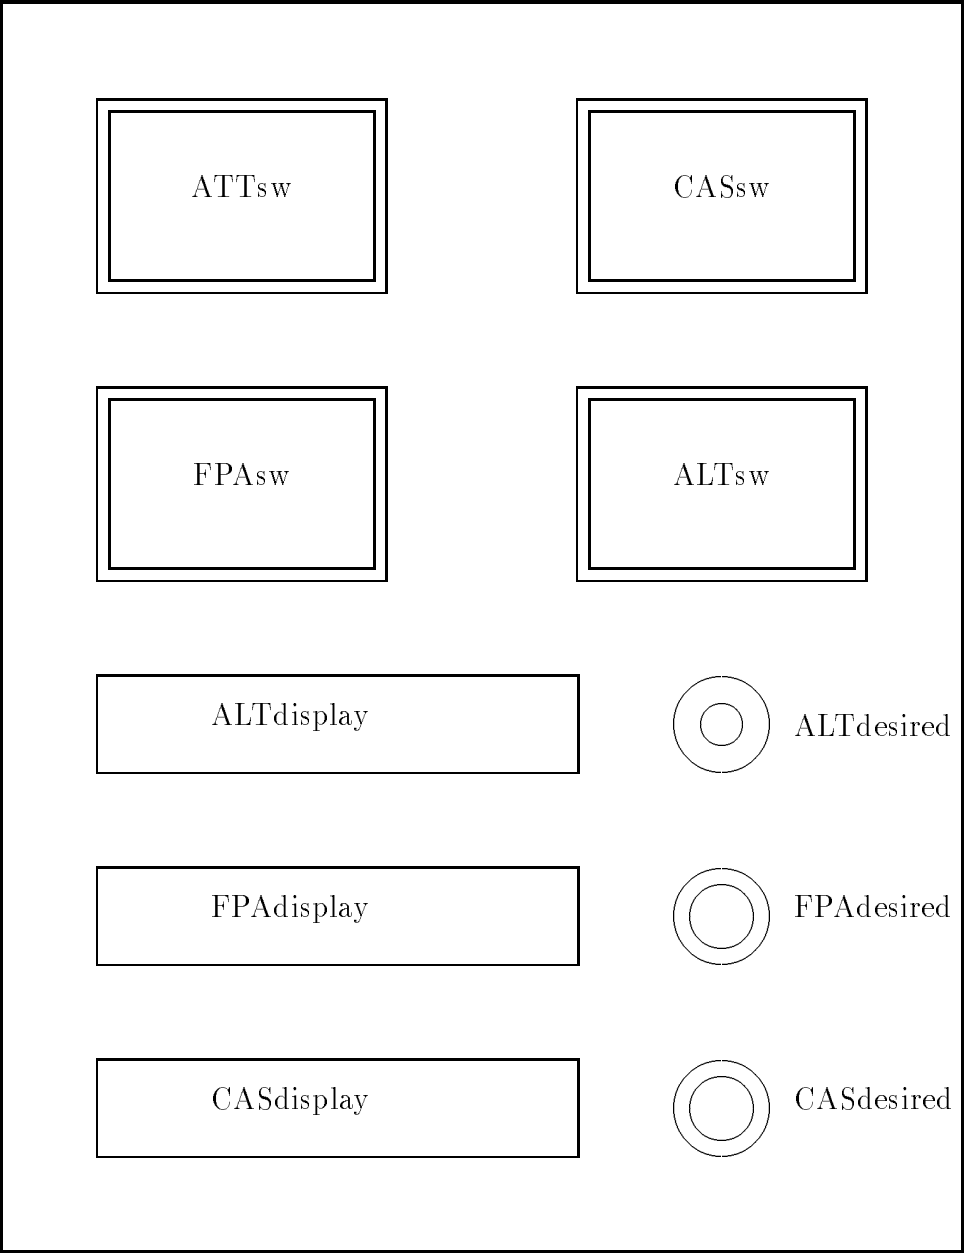 ATTsw
CASsw
FPAsw
ALTsw
ALTdisplay
ALTdesired
FPAdisplay
FPAdesired
CASdisplay
CASdesired